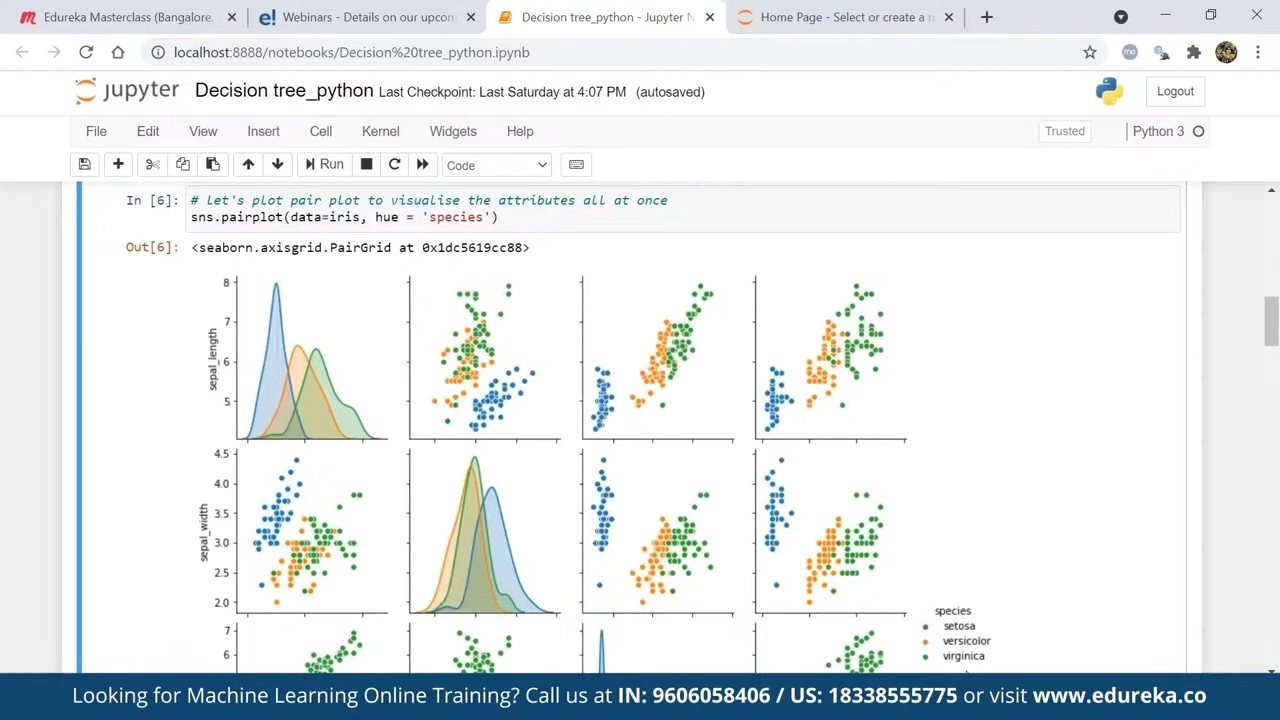 Edureka Masterclass (Bangalore,
Webinars - Details on our upcom
Decision tree_python - Jupyter N
Home Page - Select or create a n
localhost:8888/notebooks/Decision%20tree_python.ipynb
jupyter Decision tree_python Last Checkpoint: Last Saturday at 4:07 PM (autosaved)
Logout
File Edit View Insert Cell Kernel Widgets Help
Trusted
Python 3
Run
Code
In [6]: # let's plot pair plot to visualise the attributes all at once
sns.pairplot(data=iris, hue = 'species')
Out[6]: <seaborn.axisgrid.PairGrid at 0x1dc5619cc88>
8
7
6
5
sepal_length
4.5
4.0
3.5
3.0
2.5
2.0
sepal_width
7
6
species
setosa
versicolor
virginica
Looking for Machine Learning Online Training? Call us at IN: 9606058406 / US: 18338555775 or visit www.edureka.co